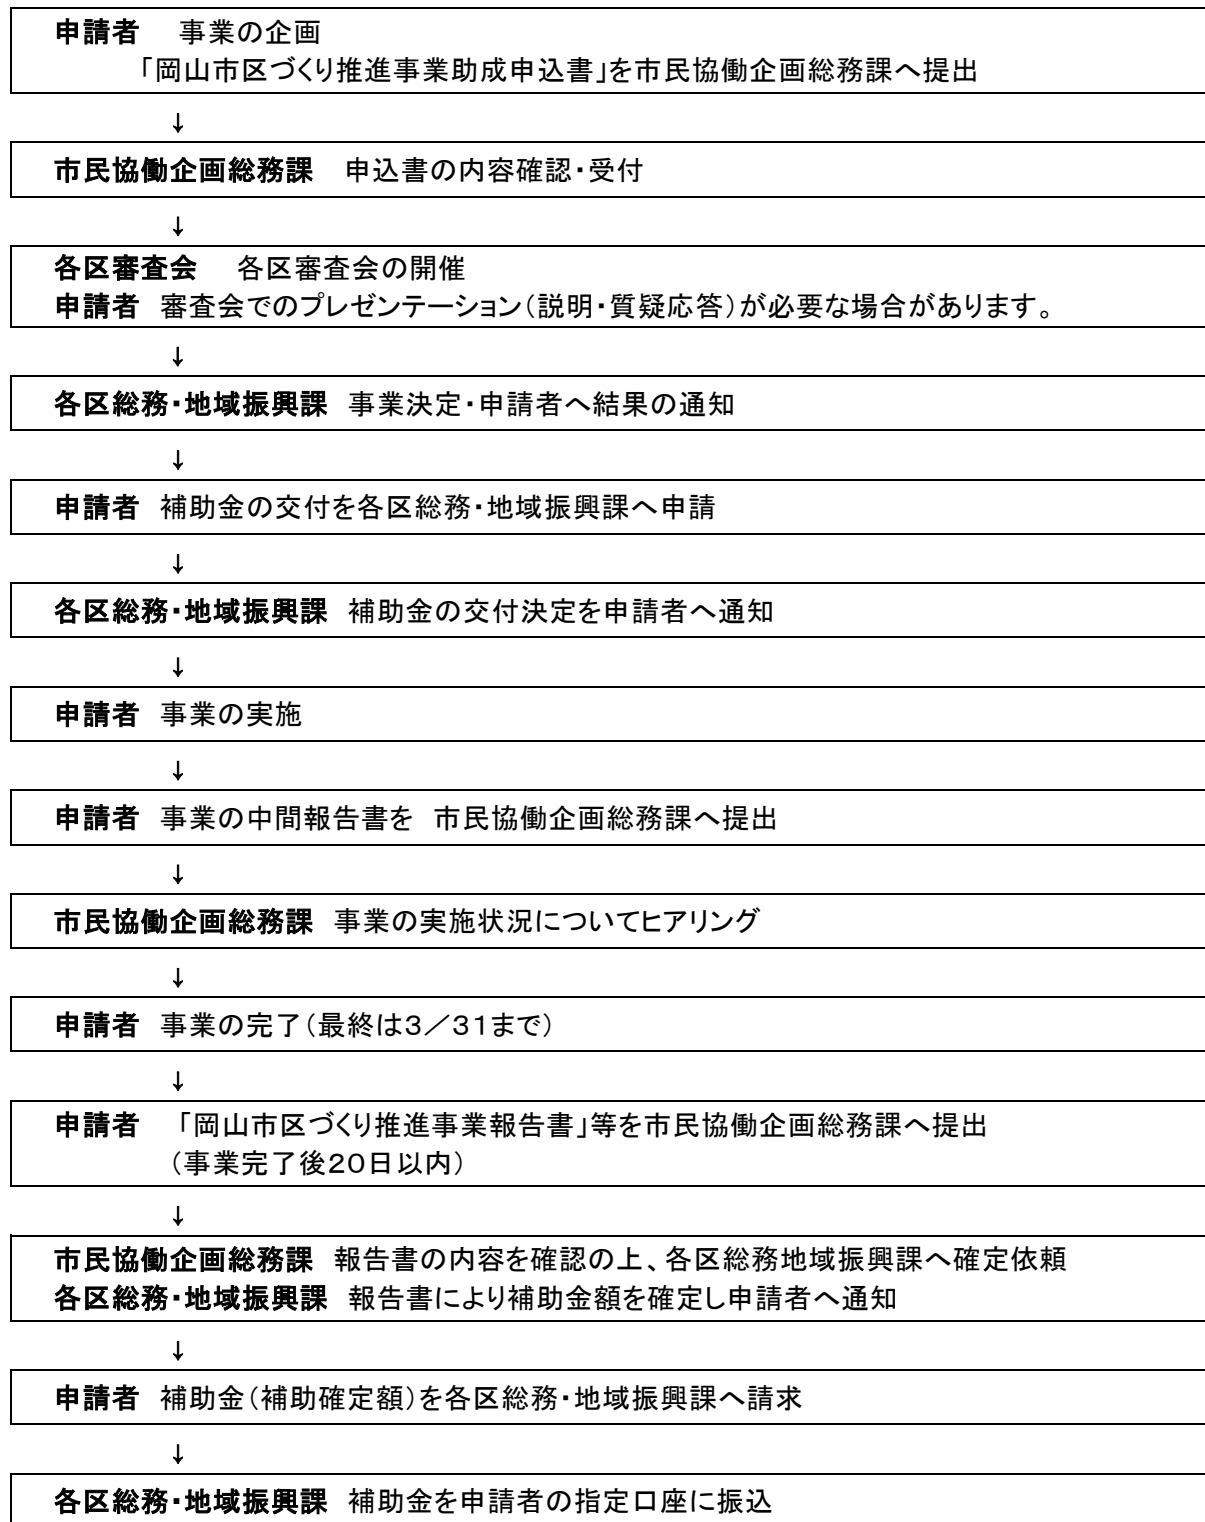 申請者　事業の企画
「岡山市区づくり推進事業助成申込書」を市民協働企画総務課へ提出
↓
市民協働企画総務課　申込書の内容確認・受付
↓
各区審査会　各区審査会の開催
申請者　審査会でのプレゼンテーション（説明・質疑応答）が必要な場合があります。
↓
各区総務・地域振興課　事業決定・申請者へ結果の通知
↓
申請者　補助金の交付を各区総務・地域振興課へ申請
↓
各区総務・地域振興課　補助金の交付決定を申請者へ通知
↓
申請者　事業の実施
↓
申請者　事業の中間報告書を　市民協働企画総務課へ提出
↓
市民協働企画総務課　事業の実施状況についてヒアリング
↓
申請者　事業の完了（最終は３／３１まで）
↓
申請者　「岡山市区づくり推進事業報告書」等を市民協働企画総務課へ提出
（事業完了後２０日以内）
↓
市民協働企画総務課　報告書の内容を確認の上、各区総務地域振興課へ確定依頼
各区総務・地域振興課　報告書により補助金額を確定し申請者へ通知
↓
申請者　補助金（補助確定額）を各区総務・地域振興課へ請求
↓
各区総務・地域振興課　補助金を申請者の指定口座に振込